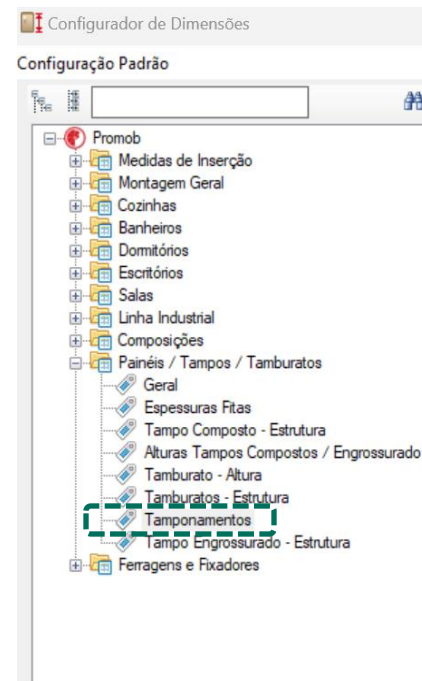 Configurador de Dimensões
Configuração Padrão
Promob
Medidas de Inserção
Montagem Geral
Cozinhas
Banheiros
Dormitórios
Escritórios
Salas
Linha Industrial
Composições
Painéis / Tampos / Tamburatos
Geral
Espessuras Fitas
Tampo Composto - Estrutura
Alturas Tampos Compostos / Engrossurado
Tamburato - Altura
Tamburatos - Estrutura
Tamponamentos
Tampo Engrossurado - Estrutura
Ferragens e Fixadores